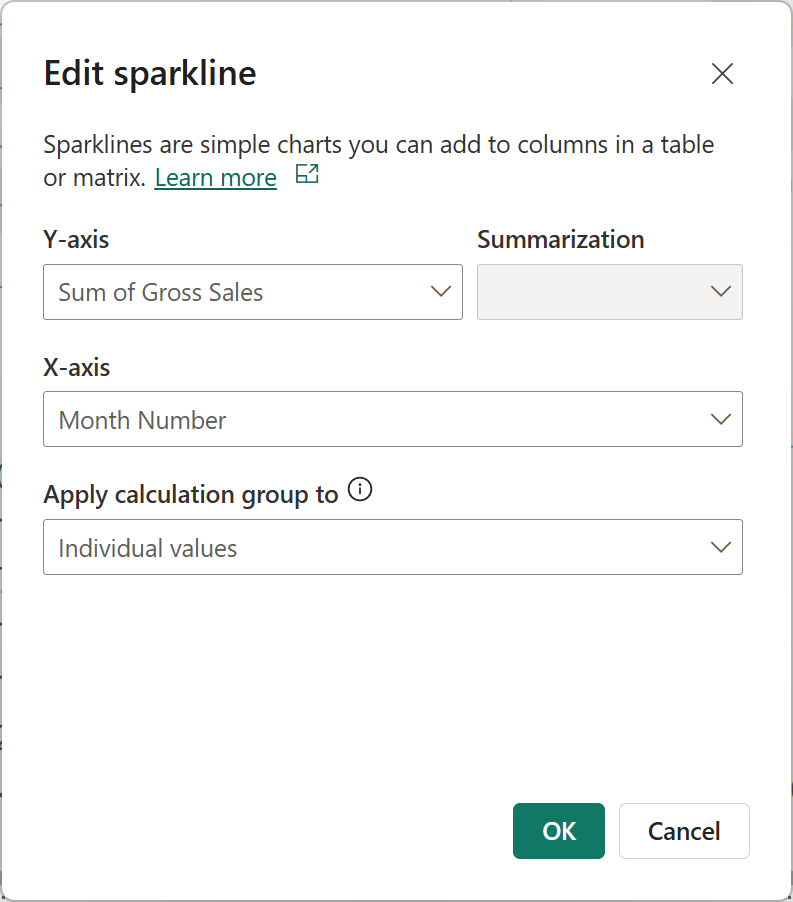 Edit sparkline
Sparklines are simple charts you can add to columns in a table
or matrix. Learn more
Y-axis
Summarization
Sum of Gross Sales
X-axis
Month Number
Apply calculation group to
Individual values
OK
Cancel